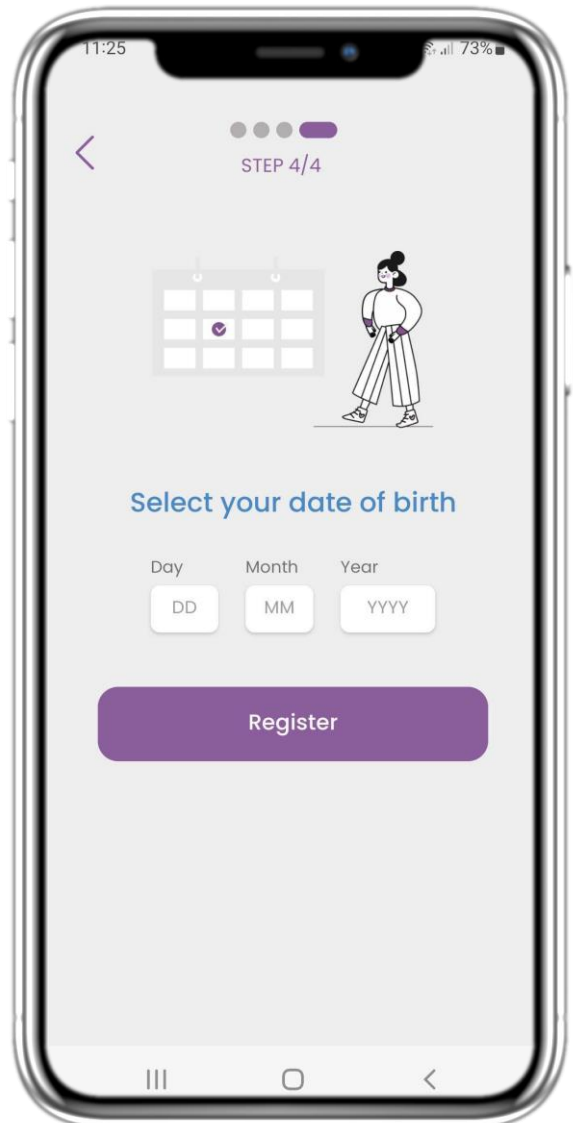 11:25 73%
STEP 4/4
Select your date of birth
Day Month Year
DD MM YYYY
Register